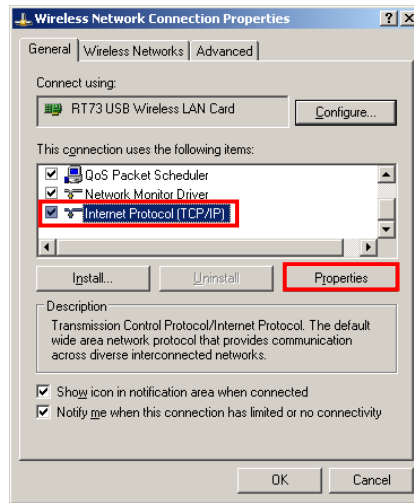 Wireless Network Connection Properties
General Wireless Networks Advanced
Connect using:
RT73 USB Wireless LAN Card
Configure...
This connection uses the following items:
QoS Packet Scheduler
Network Monitor Driver
Internet Protocol (TCP/IP)
Install... Uninstall Properties
Description
Transmission Control Protocol/Internet Protocol. The default
wide area network protocol that provides communication
across diverse interconnected networks.
Show icon in notification area when connected
Notify me when this connection has limited or no connectivity
OK Cancel